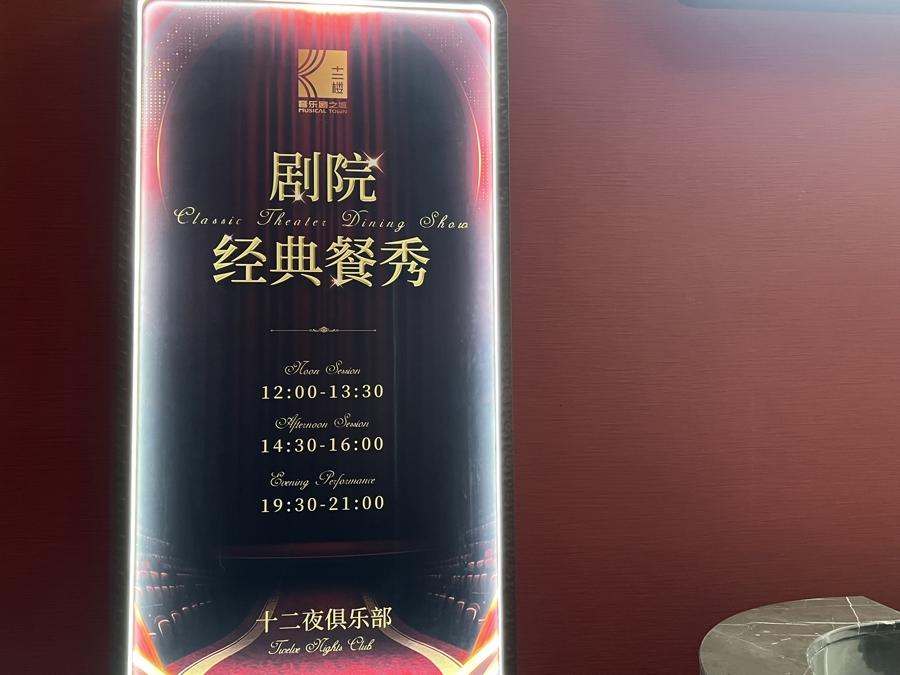 十二楼
音乐剧之城
MUSICAL TOWN
剧院
Classic Theater Dining Show
经典餐秀
Noon Session
12:00-13:30
Afternoon Session
14:30-16:00
Evening Performance
19:30-21:00
十二夜俱乐部
Twelve Nights Club